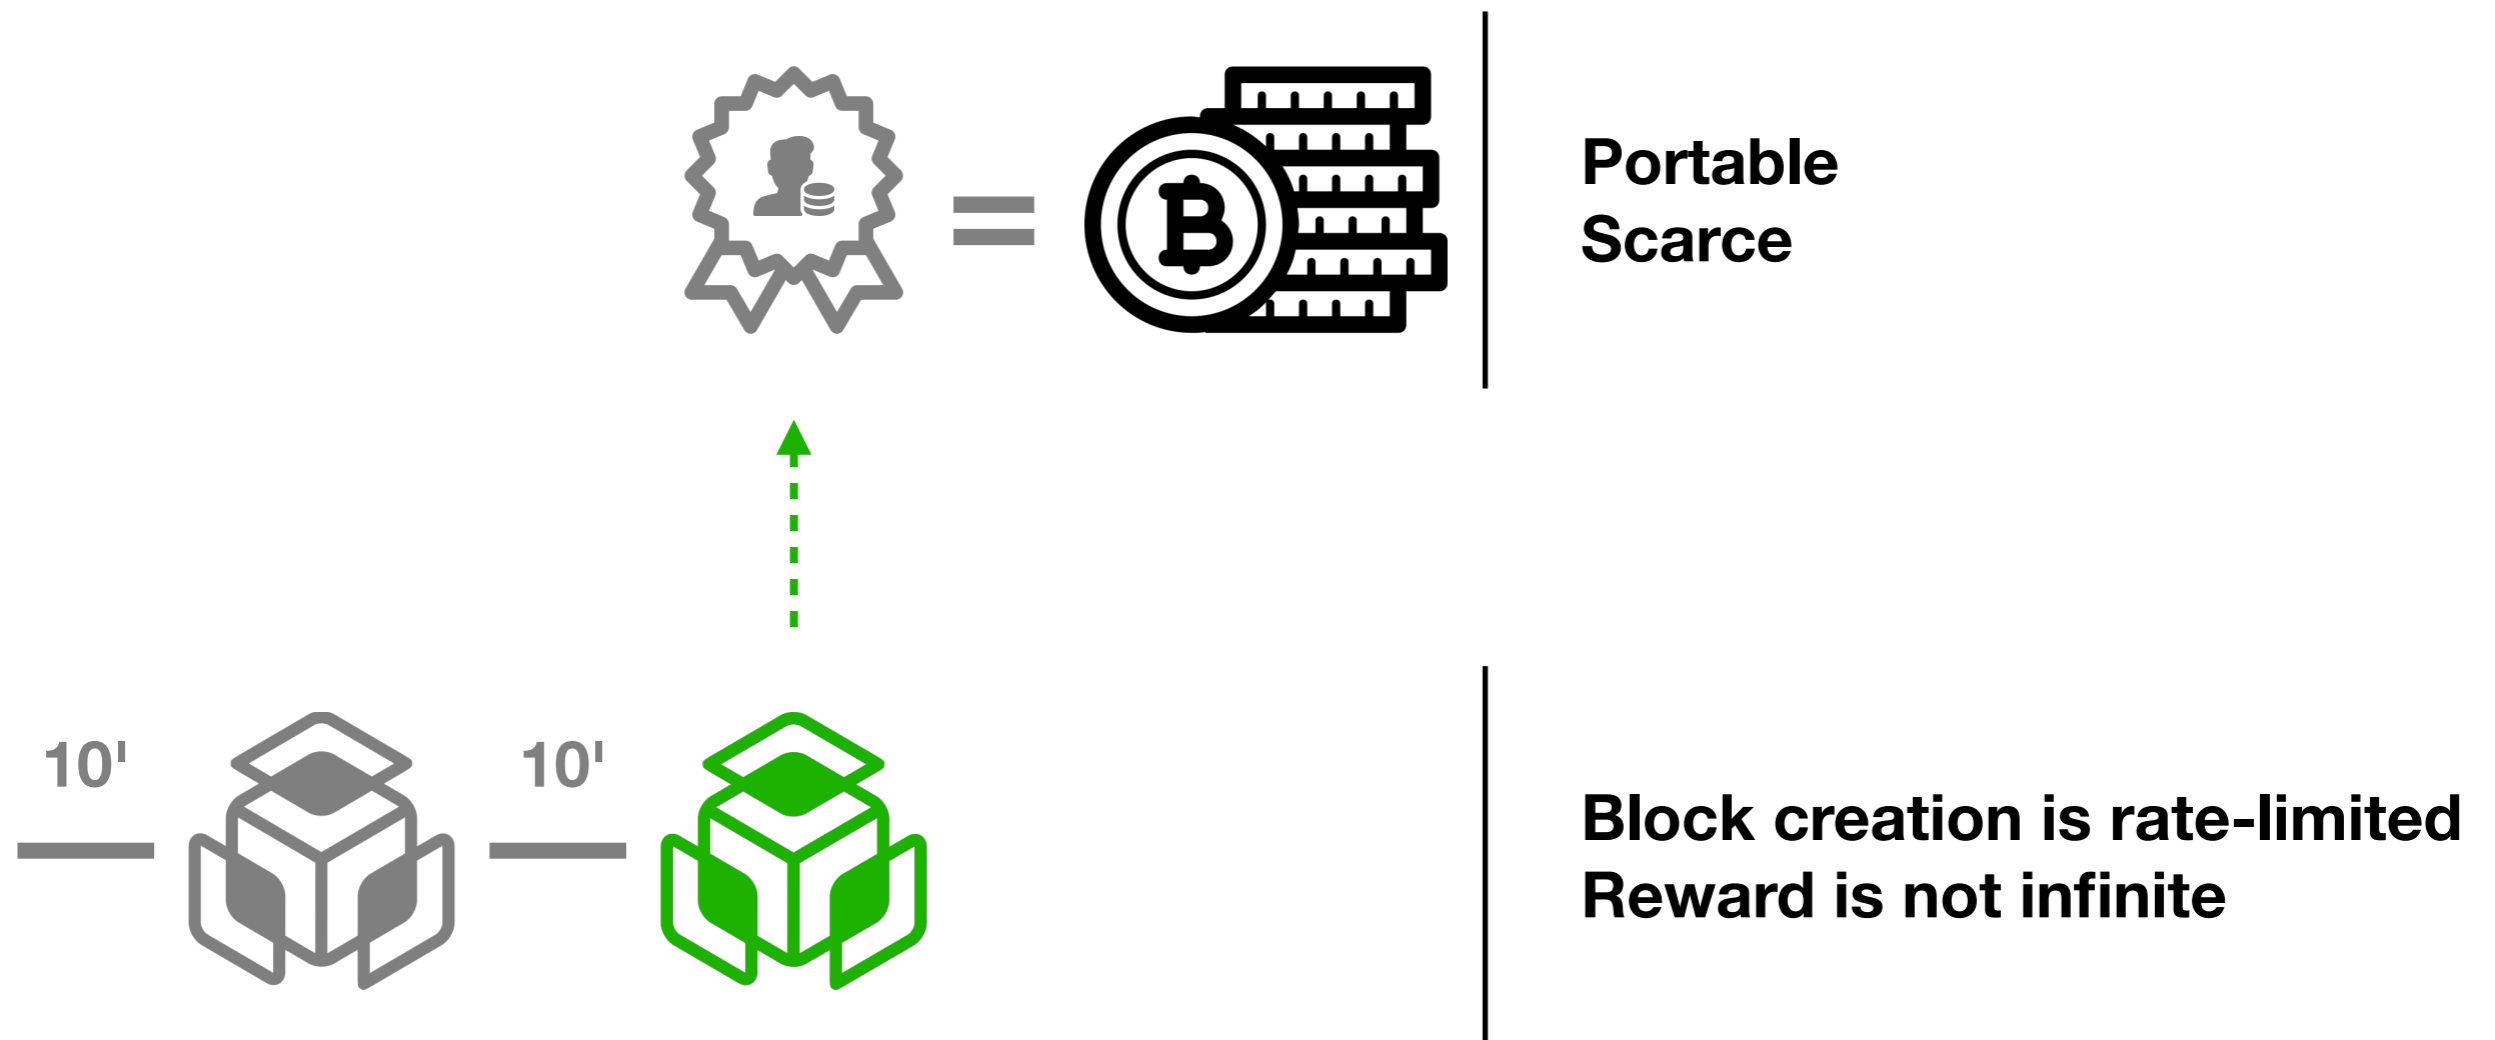 Portable
Scarce
10'
10'
Block creation is rate-limited
Reward is not infinite